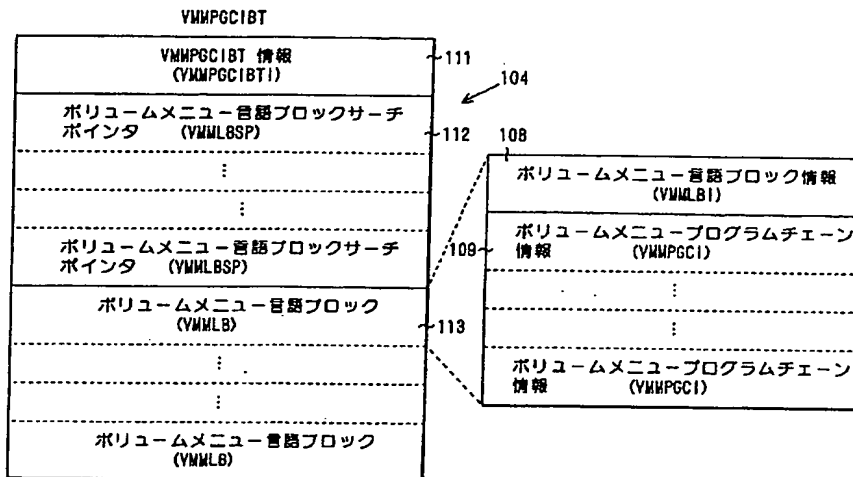 VMMPGCIBT
VMMPGCIBT 情報
(VMMPGCIBTI)
111
ボリュームメニュー言語ブロックサーチ
ポインタ (VMMLBSP)
112
⋮
⋮
ボリュームメニュー言語ブロックサーチ
ポインタ (VMMLBSP)
ボリュームメニュー言語ブロック
(VMMLB)
113
⋮
⋮
ボリュームメニュー言語ブロック
(VMMLB)
104
108
ボリュームメニュー言語ブロック情報
(VMMLBI)
109
ボリュームメニュープログラムチェーン
情報 (VMMPGCI)
⋮
⋮
ボリュームメニュープログラムチェーン
情報 (VMMPGCI)